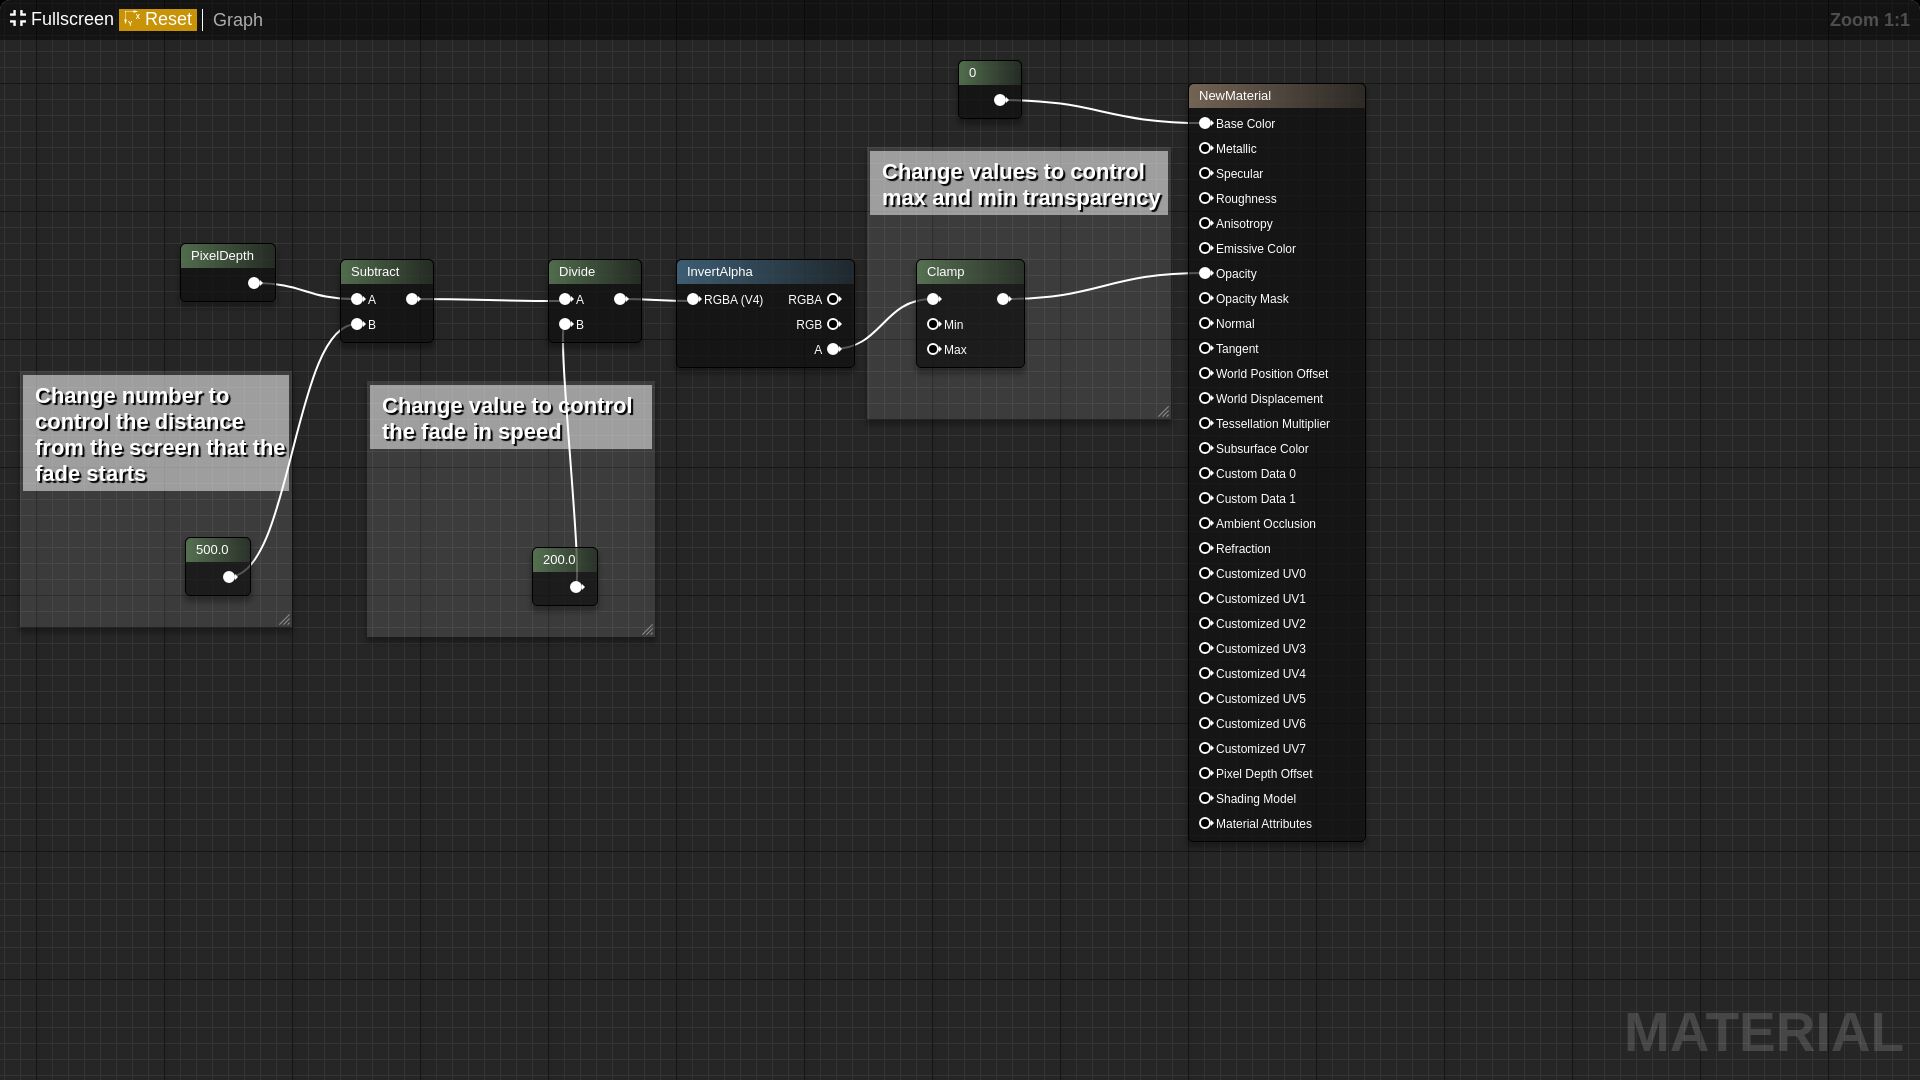 Fullscreen Reset Graph Zoom 1:1
0
NewMaterial
Base Color
Metallic
Specular
Roughness
Anisotropy
Emissive Color
Opacity
Opacity Mask
Normal
Tangent
World Position Offset
World Displacement
Tessellation Multiplier
Subsurface Color
Custom Data 0
Custom Data 1
Ambient Occlusion
Refraction
Customized UV0
Customized UV1
Customized UV2
Customized UV3
Customized UV4
Customized UV5
Customized UV6
Customized UV7
Pixel Depth Offset
Shading Model
Material Attributes
Change values to control
max and min transparency
Clamp
Min
Max
PixelDepth
Subtract
A
B
Divide
A
B
InvertAlpha
RGBA (V4) RGBA
RGB
A
Change number to
control the distance
from the screen that the
fade starts
500.0
Change value to control
the fade in speed
200.0
MATERIAL